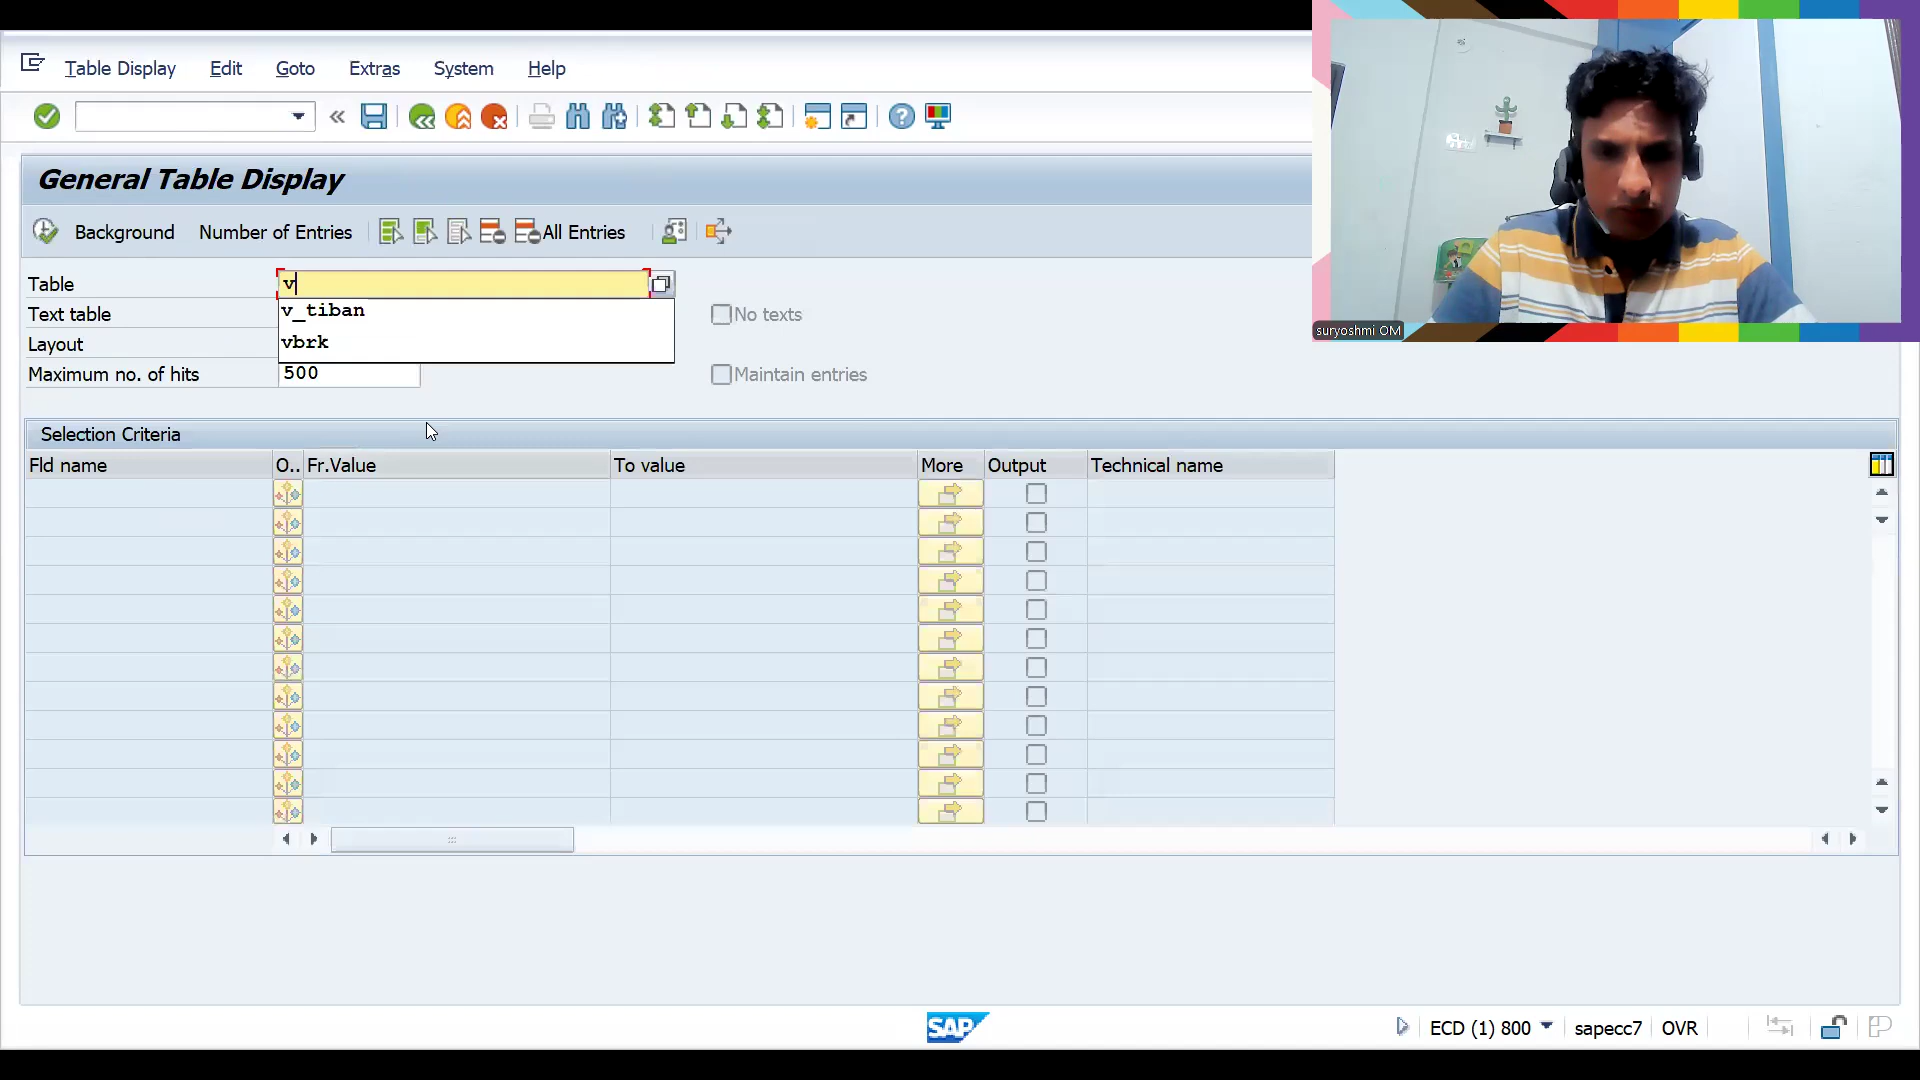 Table Display Edit Goto Extras System Help
General Table Display
Background Number of Entries All Entries
Table v
v_tiban
vbrk
Text table No texts
Layout
Maximum no. of hits 500 Maintain entries
Selection Criteria
Fld name O.. Fr.Value To value More Output Technical name
suryoshmi OM
SAP ECD (1) 800 sapecc7 OVR